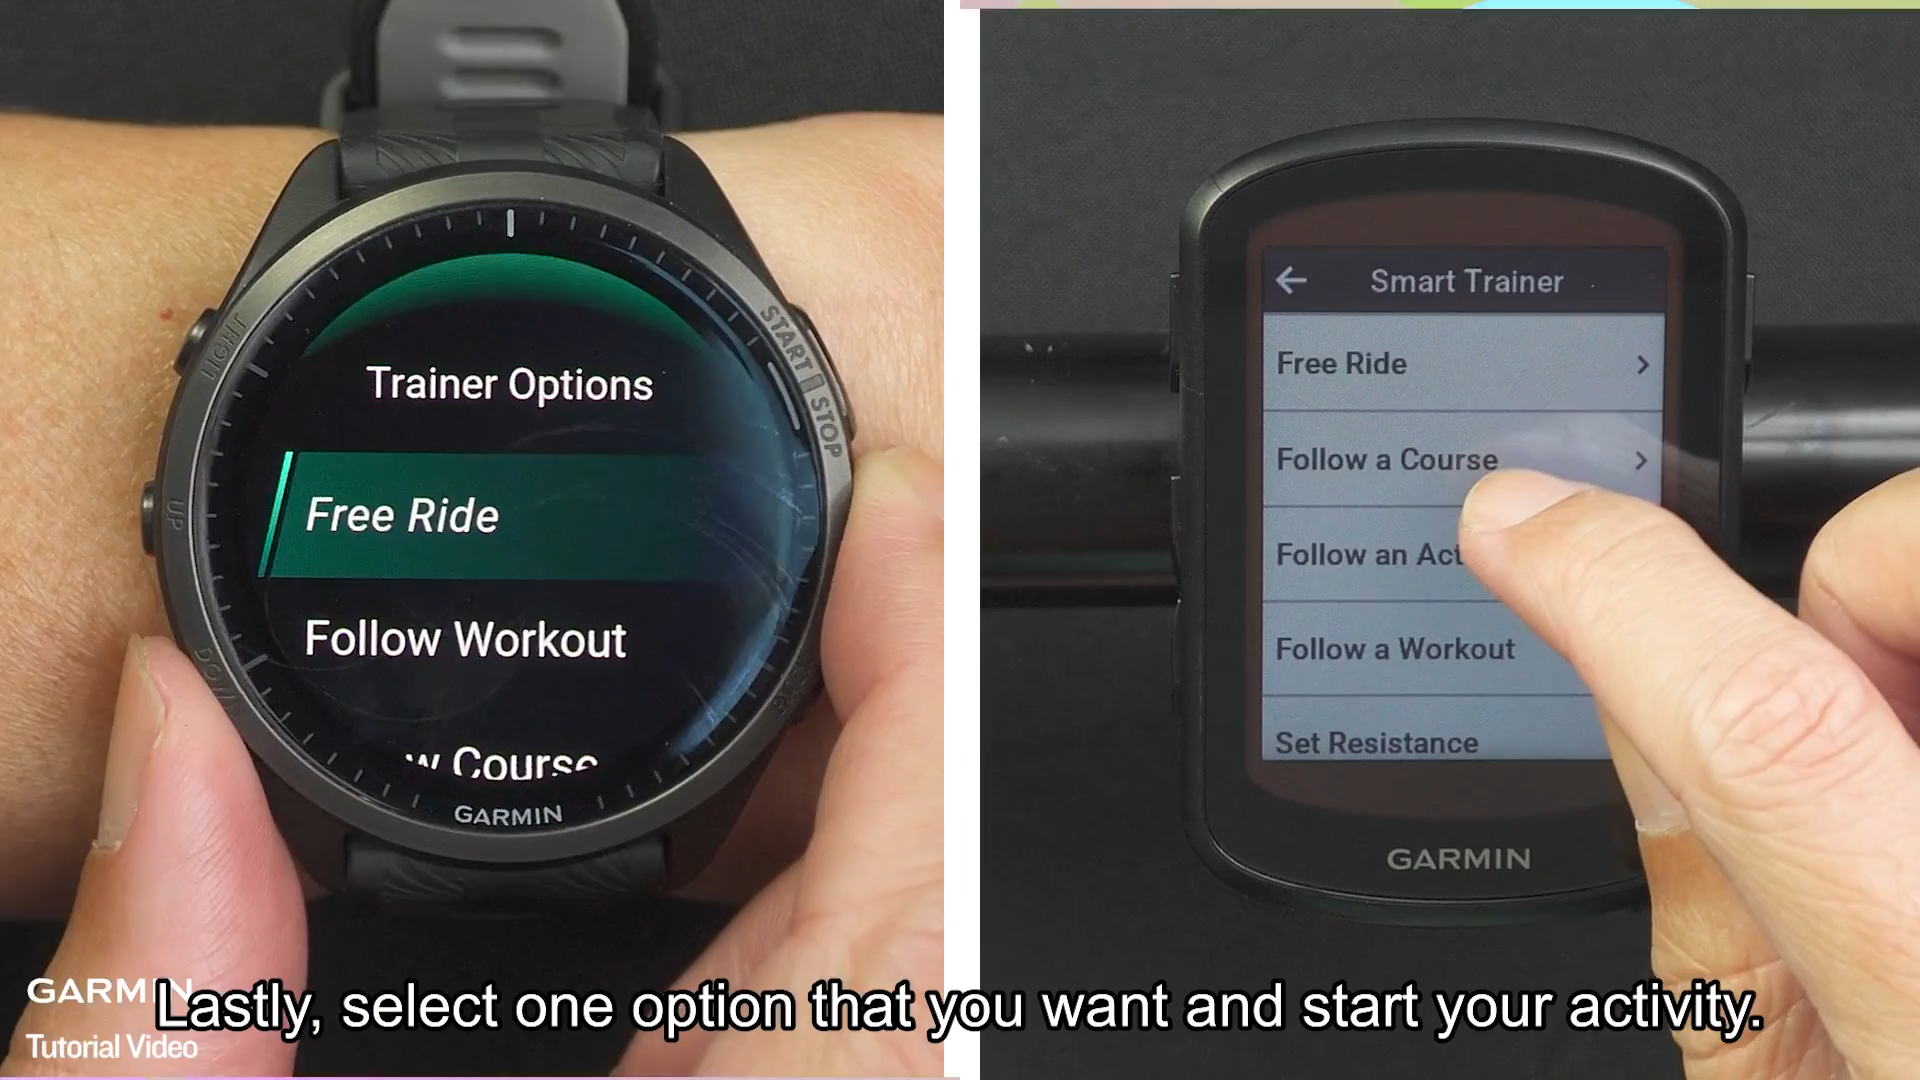 LIGHT
START
STOP
UP
DOWN
Trainer Options
Free Ride
Follow Workout
w Course
GARMIN
Smart Trainer
Free Ride
Follow a Course
Follow an Act
Follow a Workout
Set Resistance
GARMIN
GARMIN
Tutorial Video
Lastly, select one option that you want and start your activity.